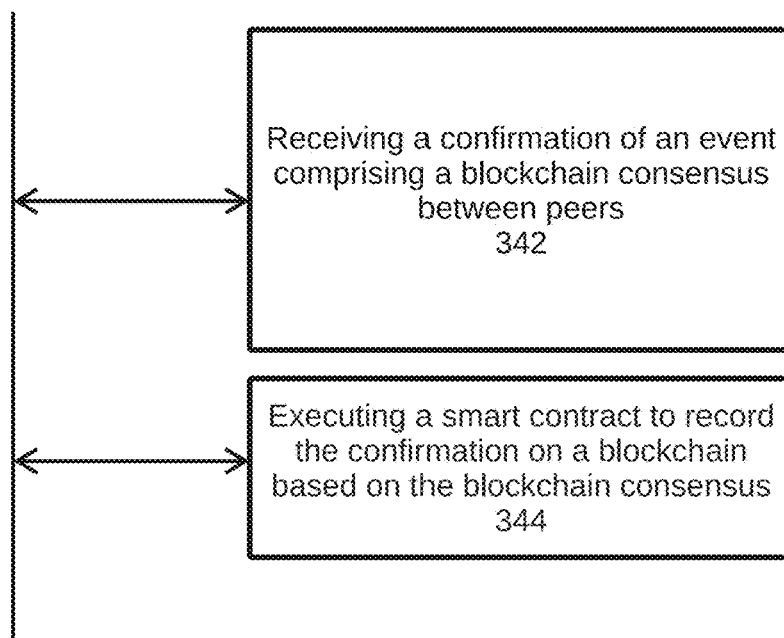 Receiving a confirmation of an event
comprising a blockchain consensus
between peers
342
Executing a smart contract to record
the confirmation on a blockchain
based on the blockchain consensus
344